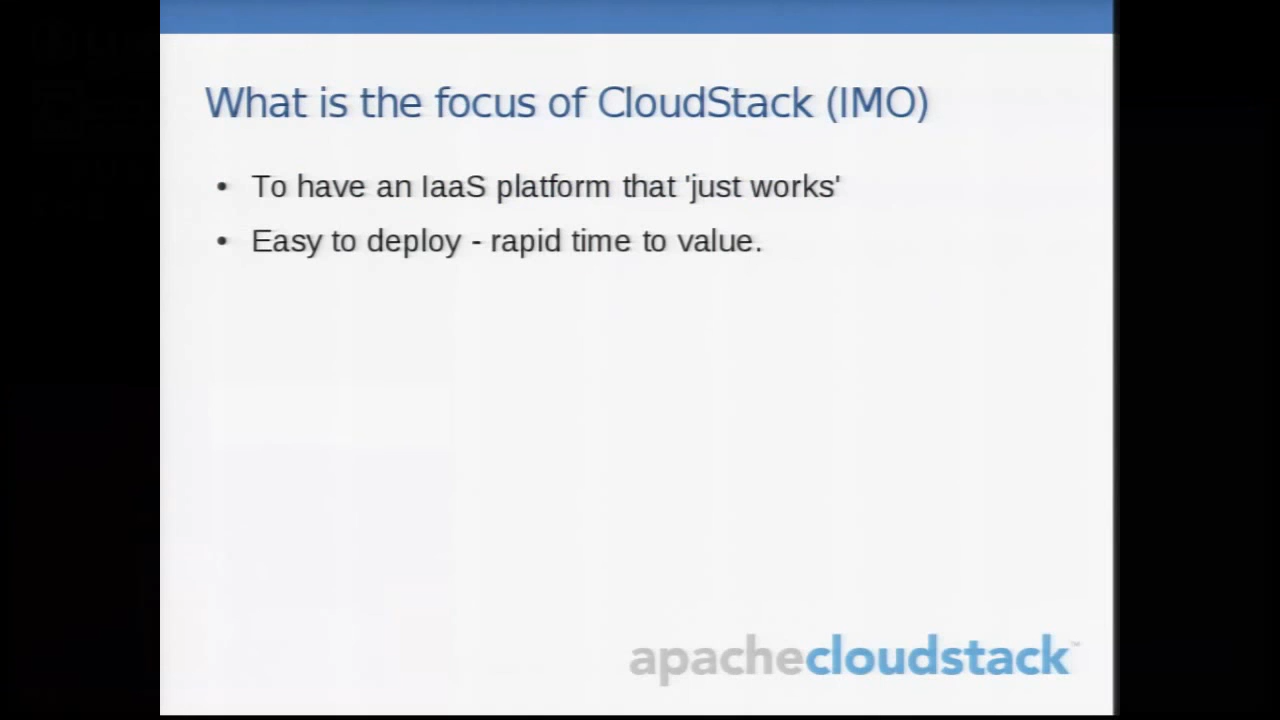 What is the focus of CloudStack (IMO)
• To have an IaaS platform that 'just works'
• Easy to deploy - rapid time to value.
apachecloudstack™